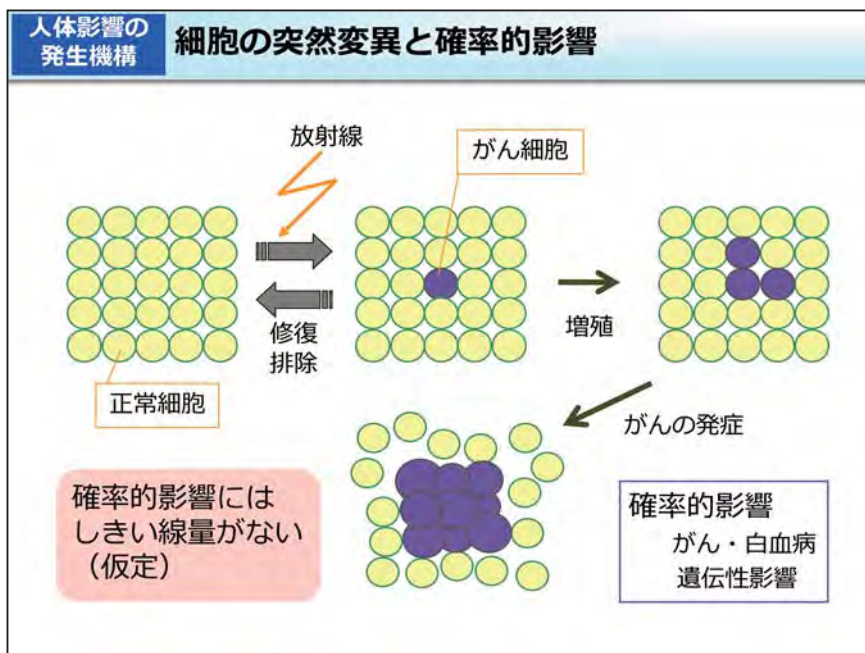 人体影響の
発生機構
細胞の突然変異と確率的影響
放射線
がん細胞
修復
排除
増殖
正常細胞
がんの発症
確率的影響には
しきい線量がない
（仮定）
確率的影響
がん・白血病
遺伝性影響